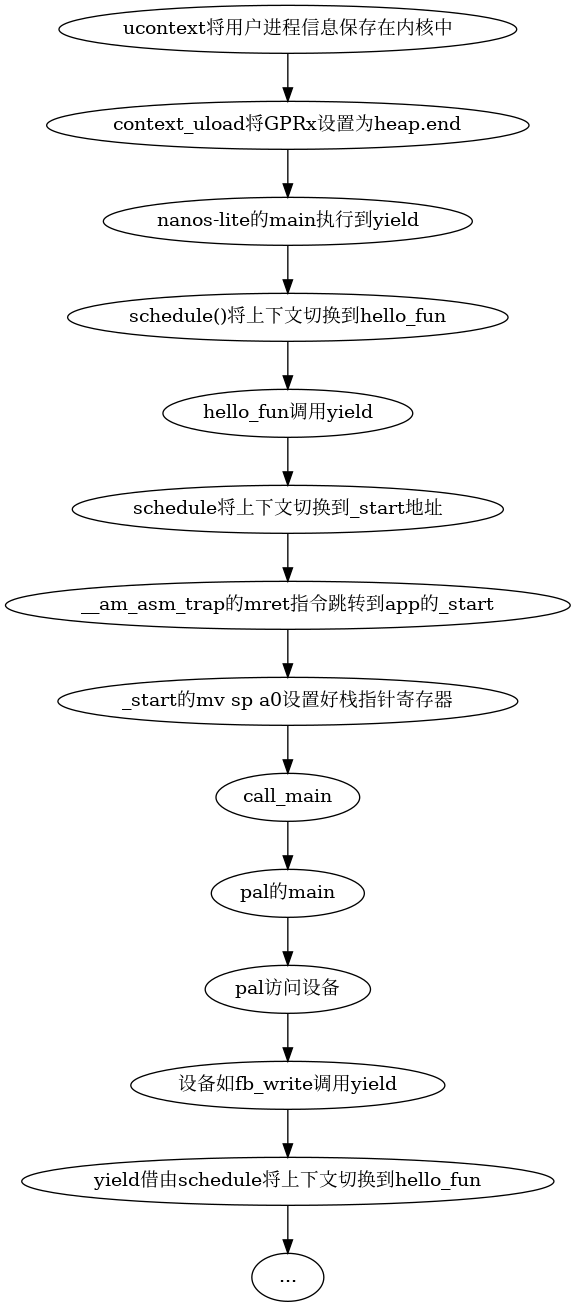 ucontext将用户进程信息保存在内核中
context_uload将GPRx设置为heap.end
nanos-lite的main执行到yield
schedule()将上下文切换到hello_fun
hello_fun调用yield
schedule将上下文切换到_start地址
__am_asm_trap的mret指令跳转到app的_start
_start的mv sp a0设置好栈指针寄存器
call_main
pal的main
pal访问设备
设备如fb_write调用yield
yield借由schedule将上下文切换到hello_fun
...